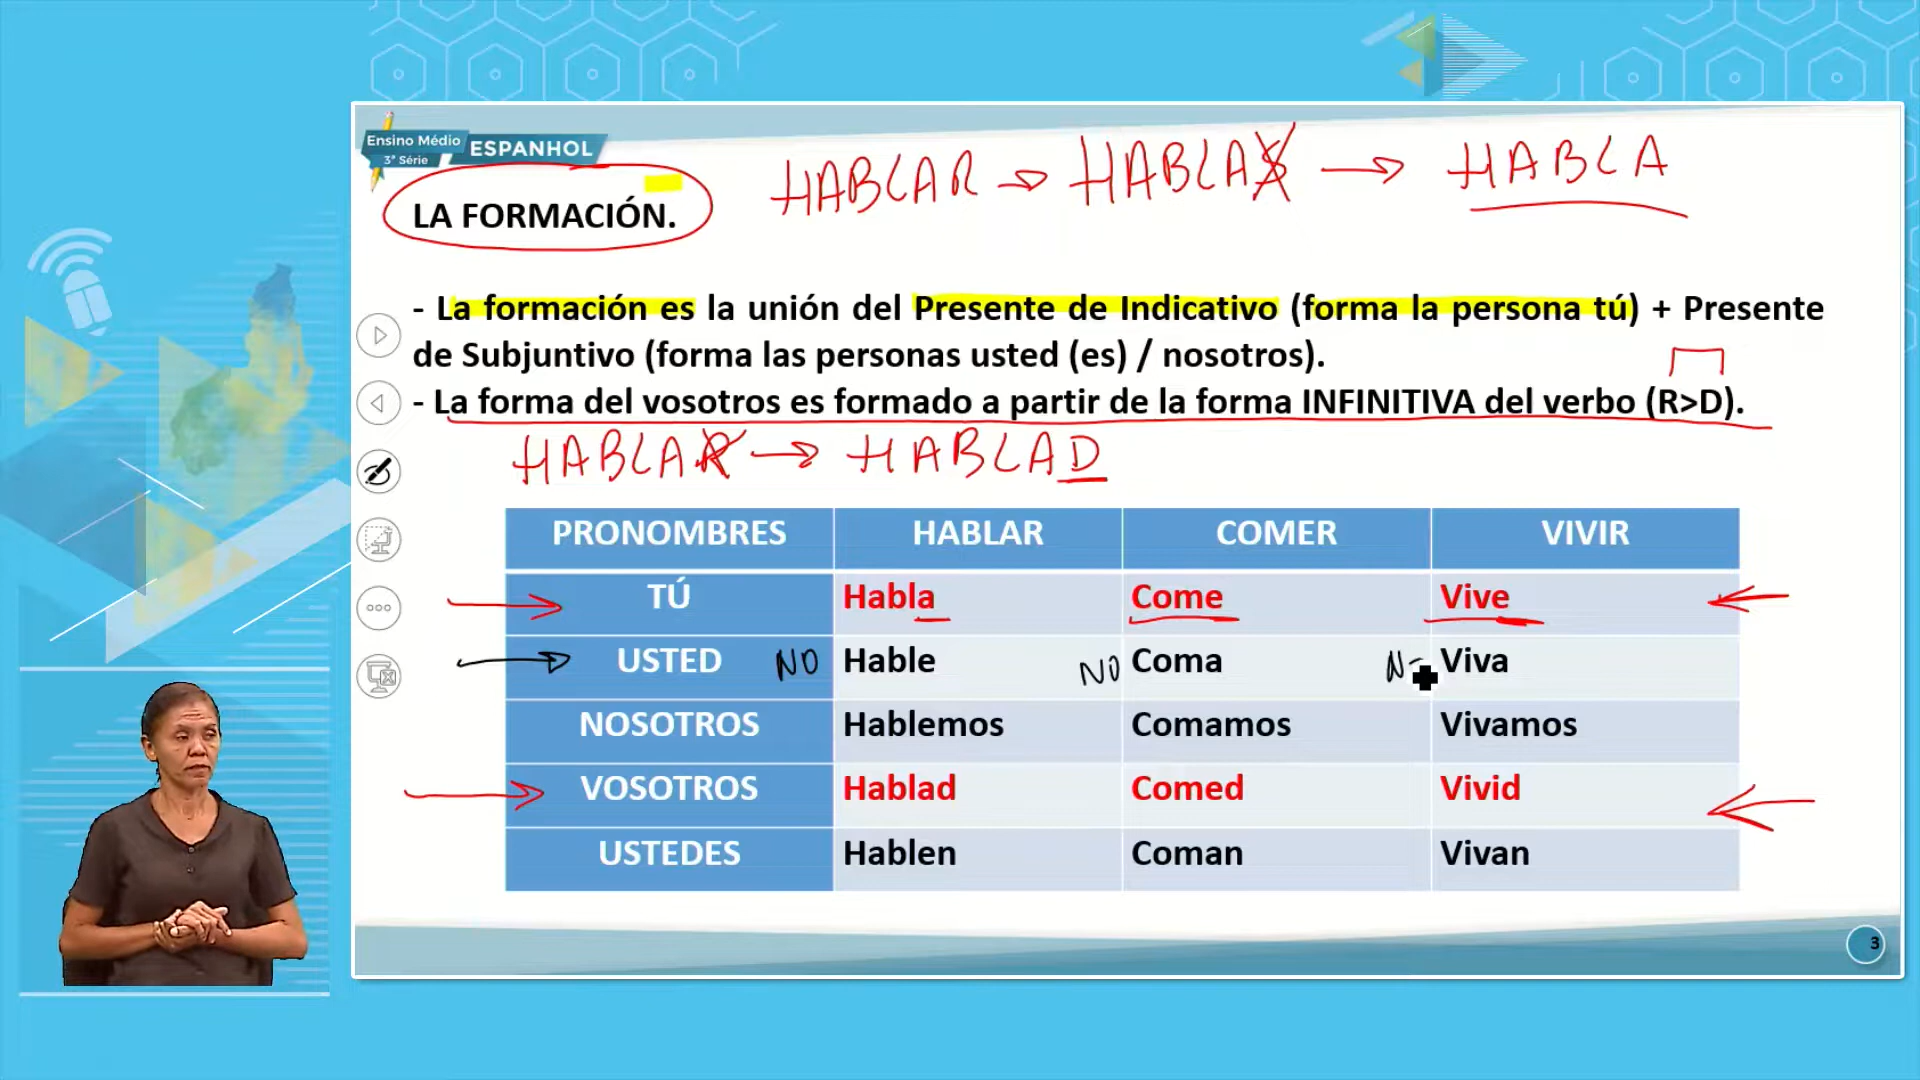 Ensino Médio
3ª Série
ESPANHOL
HABLAR → HABLAS → HABLA
LA FORMACIÓN.
- La formación es la unión del Presente de Indicativo (forma la persona tú) + Presente
de Subjuntivo (forma las personas usted (es) / nosotros).
- La forma del vosotros es formado a partir de la forma INFINITIVA del verbo (R>D).
HABLAR → HABLAD
PRONOMBRES HABLAR COMER VIVIR
TÚ Habla Come Vive
USTED NO Hable NO Coma Viva
NOSOTROS Hablemos Comamos Vivamos
VOSOTROS Hablad Comed Vivid
USTEDES Hablen Coman Vivan
3